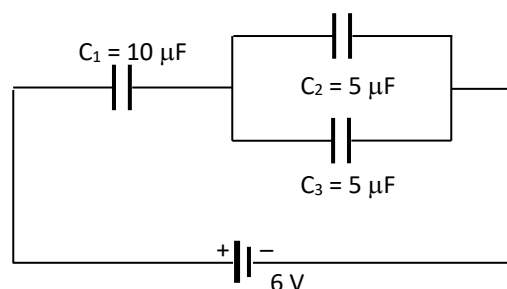 C₁ = 10 μF
C₂ = 5 μF
C₃ = 5 μF
+ –
6 V